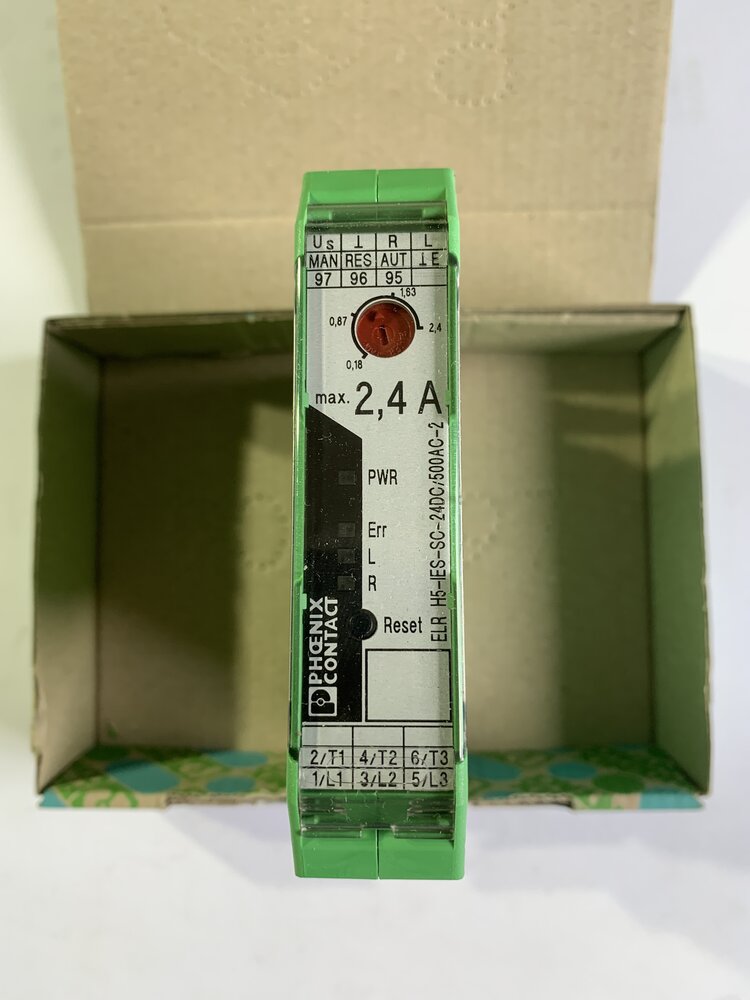 Us ⊥ R L
MAN RES AUT ⊥E
97 96 95
1,63
0,87
2,4
0,18
max. 2,4 A
PWR
Err
L
R
Reset
ELR H5-IES-SC-24DC/500AC-2
PHŒNIX
CONTACT
2/T1 4/T2 6/T3
1/L1 3/L2 5/L3